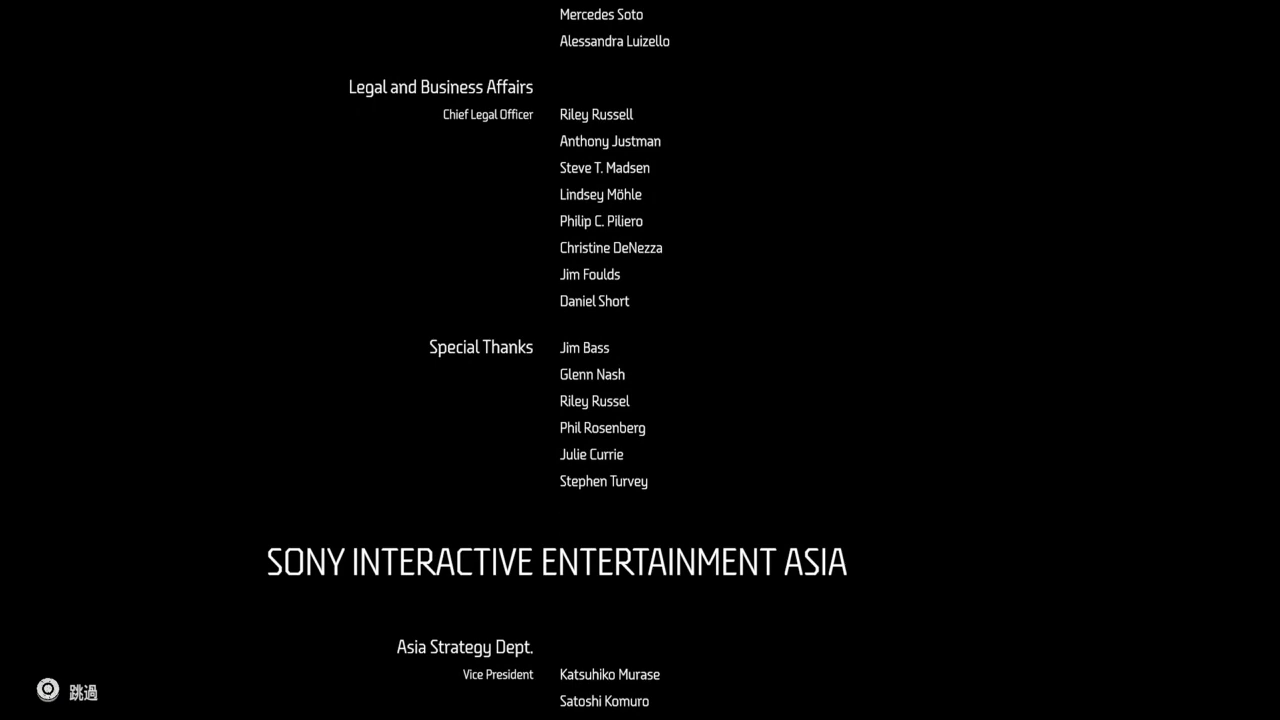 Mercedes Soto
Alessandra Luizello
Legal and Business Affairs
Chief Legal Officer Riley Russell
Anthony Justman
Steve T. Madsen
Lindsey Möhle
Philip C. Piliero
Christine DeNezza
Jim Foulds
Daniel Short
Special Thanks Jim Bass
Glenn Nash
Riley Russel
Phil Rosenberg
Julie Currie
Stephen Turvey
SONY INTERACTIVE ENTERTAINMENT ASIA
Asia Strategy Dept.
Vice President Katsuhiko Murase
Satoshi Komuro
跳過